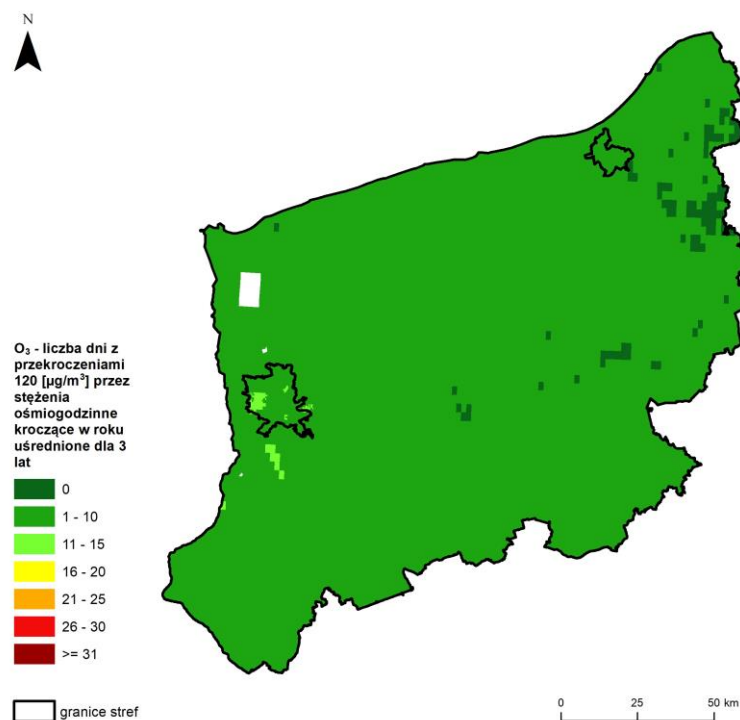 N
O₃ - liczba dni z
przekroczeniami
120 [µg/m³] przez
stężenia
ośmiogodzinne
kroczące w roku
uśrednione dla 3
lat
0
1 - 10
11 - 15
16 - 20
21 - 25
26 - 30
>= 31
granice stref
0 25 50 km